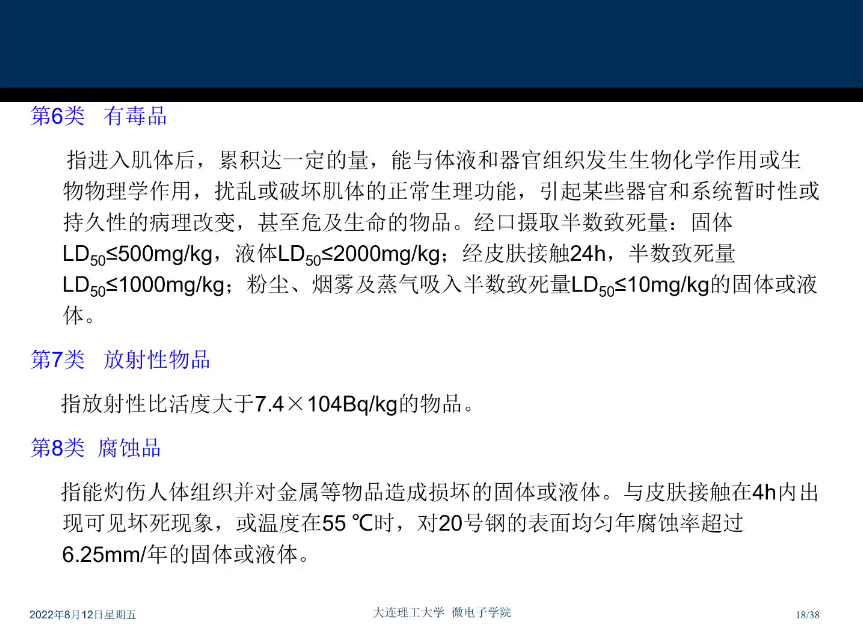 第6类 有毒品
指进入肌体后，累积达一定的量，能与体液和器官组织发生生物化学作用或生
物物理学作用，扰乱或破坏肌体的正常生理功能，引起某些器官和系统暂时性或
持久性的病理改变，甚至危及生命的物品。经口摄取半数致死量：固体
LD50≤500mg/kg，液体LD50≤2000mg/kg；经皮肤接触24h，半数致死量
LD50≤1000mg/kg；粉尘、烟雾及蒸气吸入半数致死量LD50≤10mg/kg的固体或液
体。
第7类 放射性物品
指放射性比活度大于7.4×104Bq/kg的物品。
第8类 腐蚀品
指能灼伤人体组织并对金属等物品造成损坏的固体或液体。与皮肤接触在4h内出
现可见坏死现象，或温度在55 ℃时，对20号钢的表面均匀年腐蚀率超过
6.25mm/年的固体或液体。
2022年8月12日星期五
大连理工大学 微电子学院
18/38